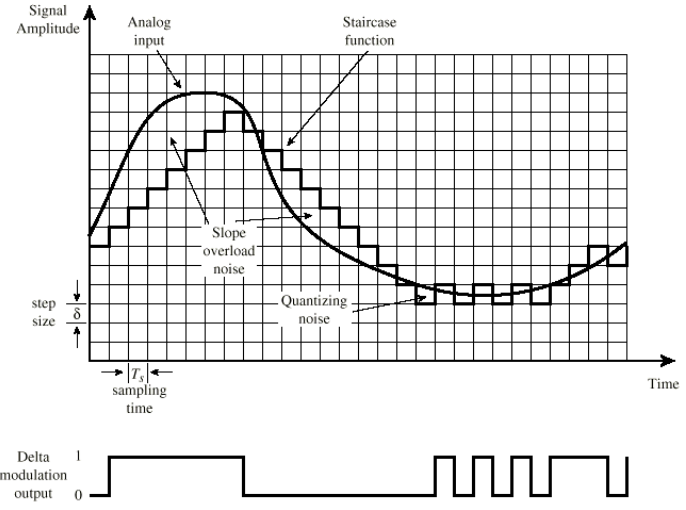 Signal
Amplitude
Analog
input
Staircase
function
Slope
overload
noise
Quantizing
noise
step
size
δ
Ts
sampling
time
Time
Delta
modulation
output
1
0